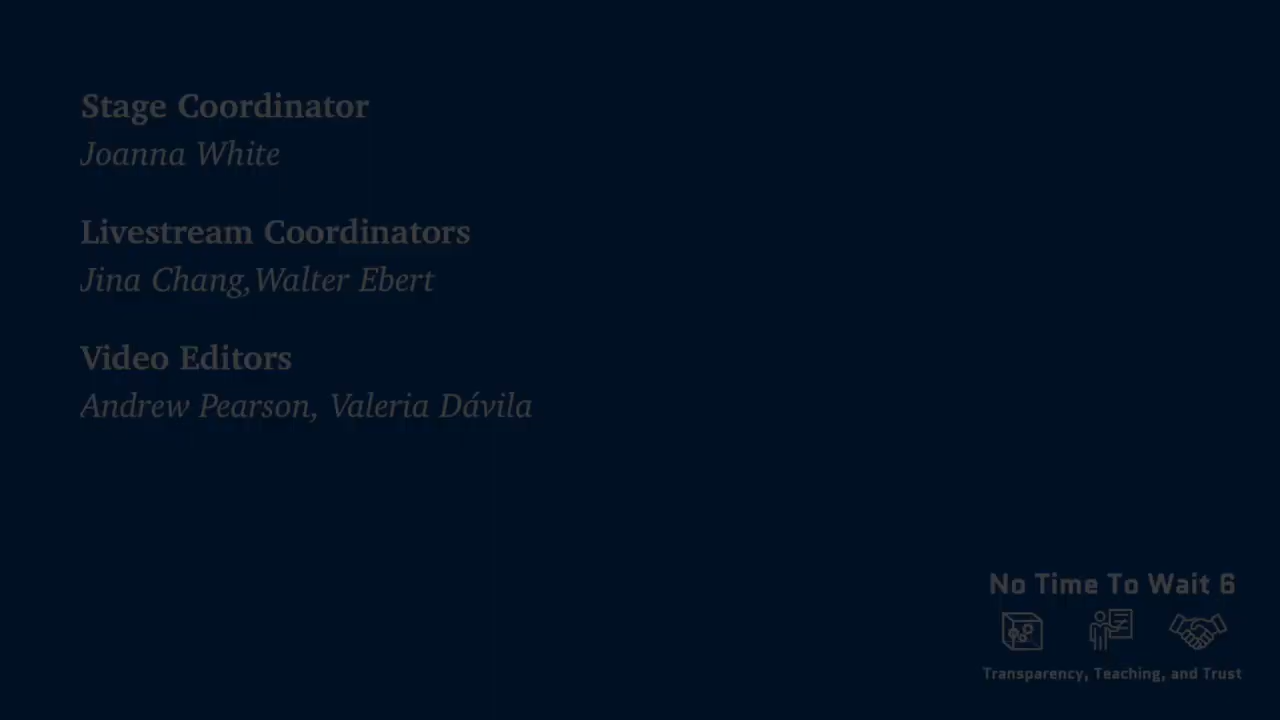 Stage Coordinator
Joanna White
Livestream Coordinators
Jina Chang,Walter Ebert
Video Editors
Andrew Pearson, Valeria Dávila
No Time To Wait 6
Transparency, Teaching, and Trust